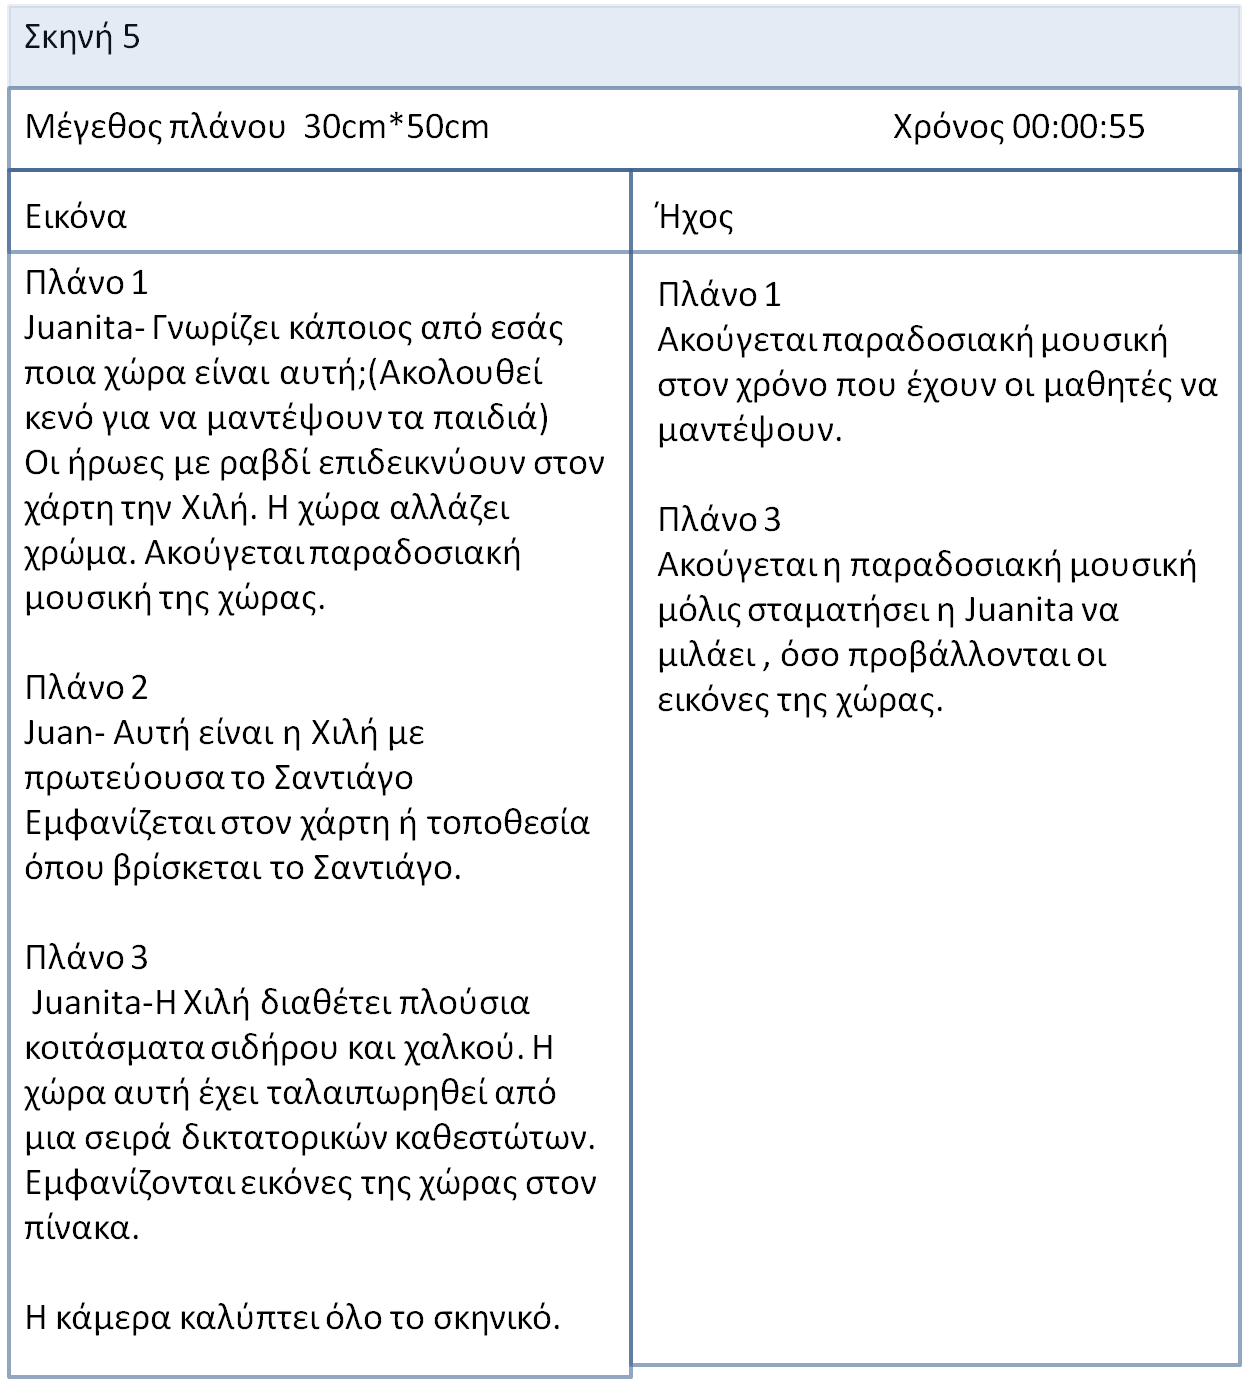 Σκηνή 5
Μέγεθος πλάνου 30cm*50cm Χρόνος 00:00:55
Εικόνα
Πλάνο 1
Juanita- Γνωρίζει κάποιος από εσάς
ποια χώρα είναι αυτή;(Ακολουθεί
κενό για να μαντέψουν τα παιδιά)
Οι ήρωες με ραβδί επιδεικνύουν στον
χάρτη την Χιλή. Η χώρα αλλάζει
χρώμα. Ακούγεται παραδοσιακή
μουσική της χώρας.
Πλάνο 2
Juan- Αυτή είναι η Χιλή με
πρωτεύουσα το Σαντιάγο
Εμφανίζεται στον χάρτη ή τοποθεσία
όπου βρίσκεται το Σαντιάγο.
Πλάνο 3
Juanita-Η Χιλή διαθέτει πλούσια
κοιτάσματα σιδήρου και χαλκού. Η
χώρα αυτή έχει ταλαιπωρηθεί από
μια σειρά δικτατορικών καθεστώτων.
Εμφανίζονται εικόνες της χώρας στον
πίνακα.
Η κάμερα καλύπτει όλο το σκηνικό.
Ήχος
Πλάνο 1
Ακούγεται παραδοσιακή μουσική
στον χρόνο που έχουν οι μαθητές να
μαντέψουν.
Πλάνο 3
Ακούγεται η παραδοσιακή μουσική
μόλις σταματήσει η Juanita να
μιλάει , όσο προβάλλονται οι
εικόνες της χώρας.